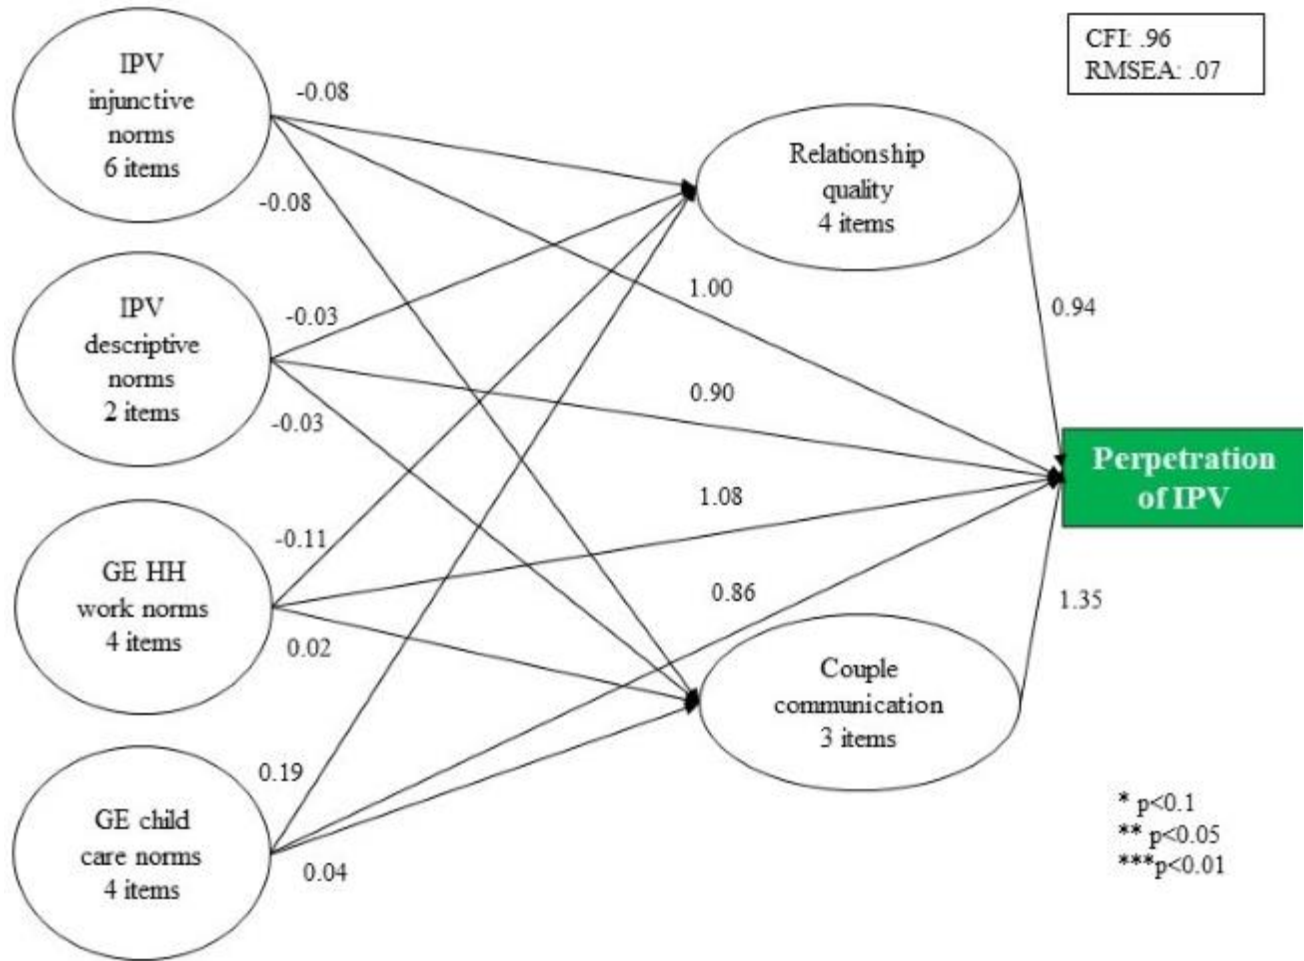 IPV
injunctive
norms
6 items
-0.08
-0.08
CFI: .96
RMSEA: .07
Relationship
quality
4 items
IPV
descriptive
norms
2 items
-0.03
-0.03
1.00
0.94
0.90
Perpetration
of IPV
GE HH
work norms
4 items
-0.11
0.02
1.08
0.86
1.35
Couple
communication
3 items
GE child
care norms
4 items
0.19
0.04
* p<0.1
** p<0.05
***p<0.01